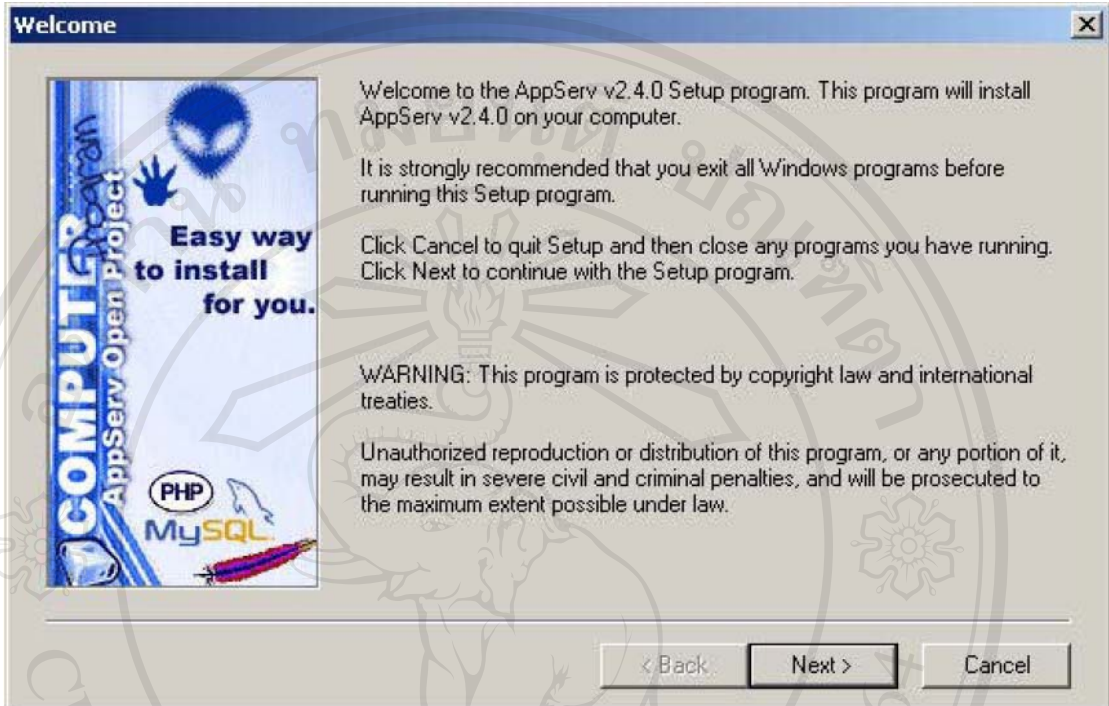 Welcome
Welcome to the AppServ v2.4.0 Setup program. This program will install
AppServ v2.4.0 on your computer.
It is strongly recommended that you exit all Windows programs before
running this Setup program.
Click Cancel to quit Setup and then close any programs you have running.
Click Next to continue with the Setup program.
WARNING: This program is protected by copyright law and international
treaties.
Unauthorized reproduction or distribution of this program, or any portion of it,
may result in severe civil and criminal penalties, and will be prosecuted to
the maximum extent possible under law.
COMPUTER
Program
AppServ Open Project
Easy way
to install
for you.
PHP
MySQL
< Back
Next >
Cancel